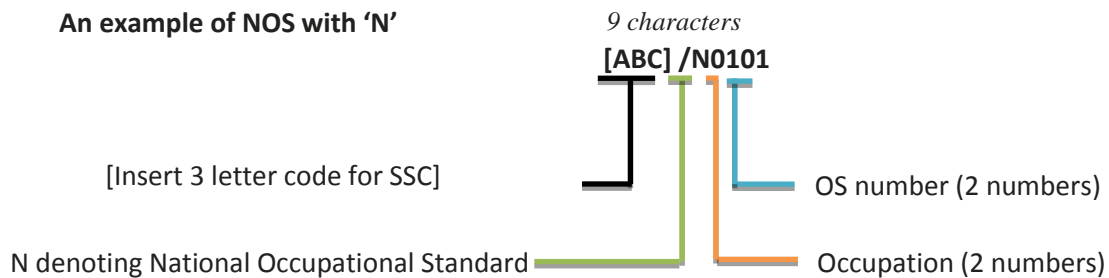 An example of NOS with ‘N’
9 characters
[ABC] /N0101
[Insert 3 letter code for SSC]
OS number (2 numbers)
N denoting National Occupational Standard
Occupation (2 numbers)